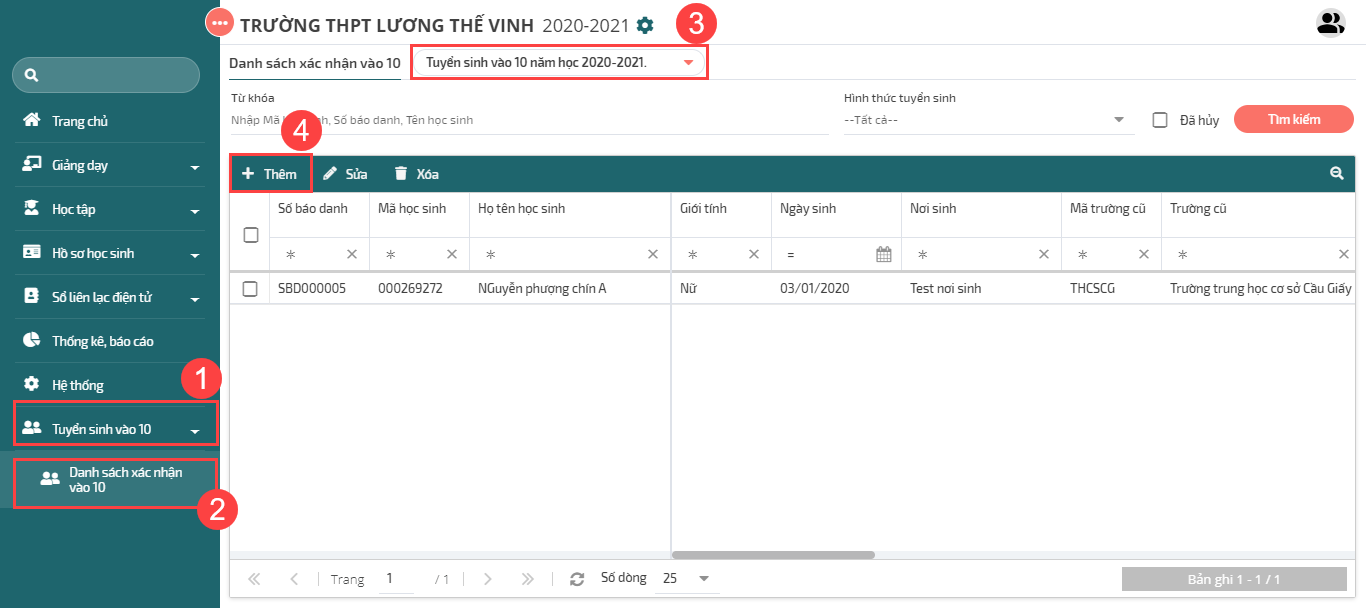 TRƯỜNG THPT LƯƠNG THẾ VINH 2020-2021
3
Danh sách xác nhận vào 10
Tuyển sinh vào 10 năm học 2020-2021.
Từ khóa
Hình thức tuyển sinh
Nhập Mã h nh, Số báo danh, Tên học sinh
4
--Tất cả--
Đã hủy
Tìm kiếm
Trang chủ
Giảng dạy
Học tập
Hồ sơ học sinh
Sổ liên lạc điện tử
Thống kê, báo cáo
Hệ thống
1
Tuyển sinh vào 10
Danh sách xác nhận
vào 10
2
Thêm Sửa Xóa
Số báo danh Mã học sinh Họ tên học sinh Giới tính Ngày sinh Nơi sinh Mã trường cũ Trường cũ
=
SBD000005 000269272 NGuyễn phượng chín A Nữ 03/01/2020 Test nơi sinh THCSCG Trường trung học cơ sở Cầu Giấy
Trang 1 / 1 Số dòng 25 Bản ghi 1 - 1 / 1